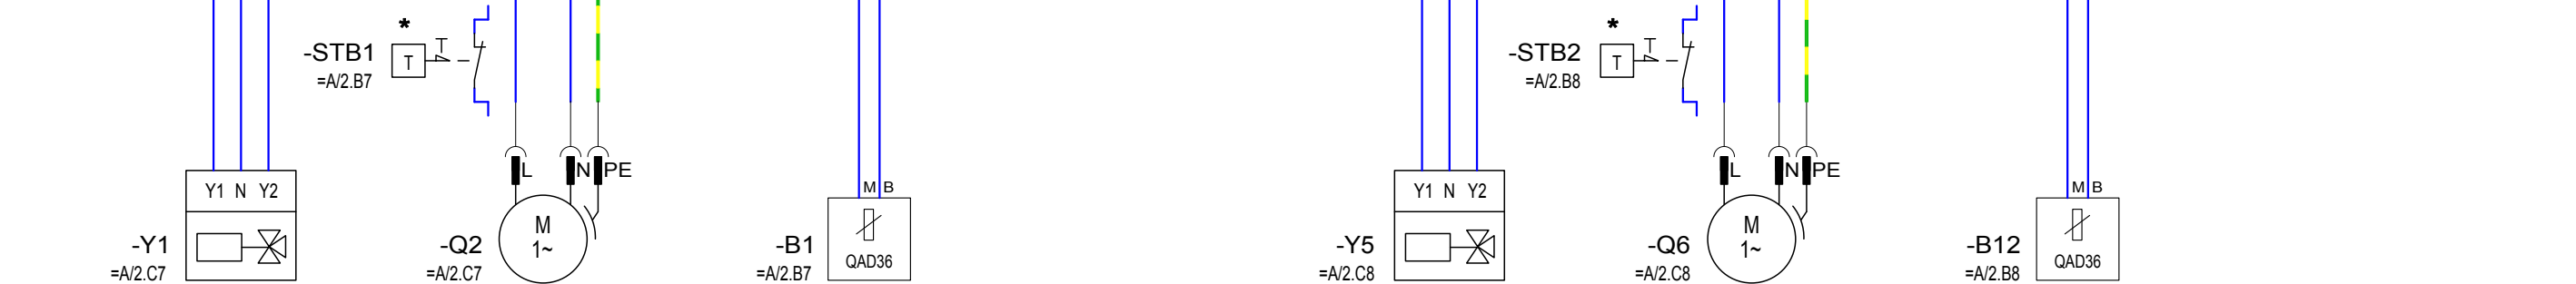 *
-STB1
T
T
=A/2.B7
*
-STB2
T
T
=A/2.B8
L
N
PE
L
N
PE
Y1 N Y2
M B
Y1 N Y2
M B
-Y1
=A/2.C7
-Q2
=A/2.C7
M
1~
-B1
=A/2.B7
QAD36
-Y5
=A/2.C8
-Q6
=A/2.C8
M
1~
-B12
=A/2.B8
QAD36